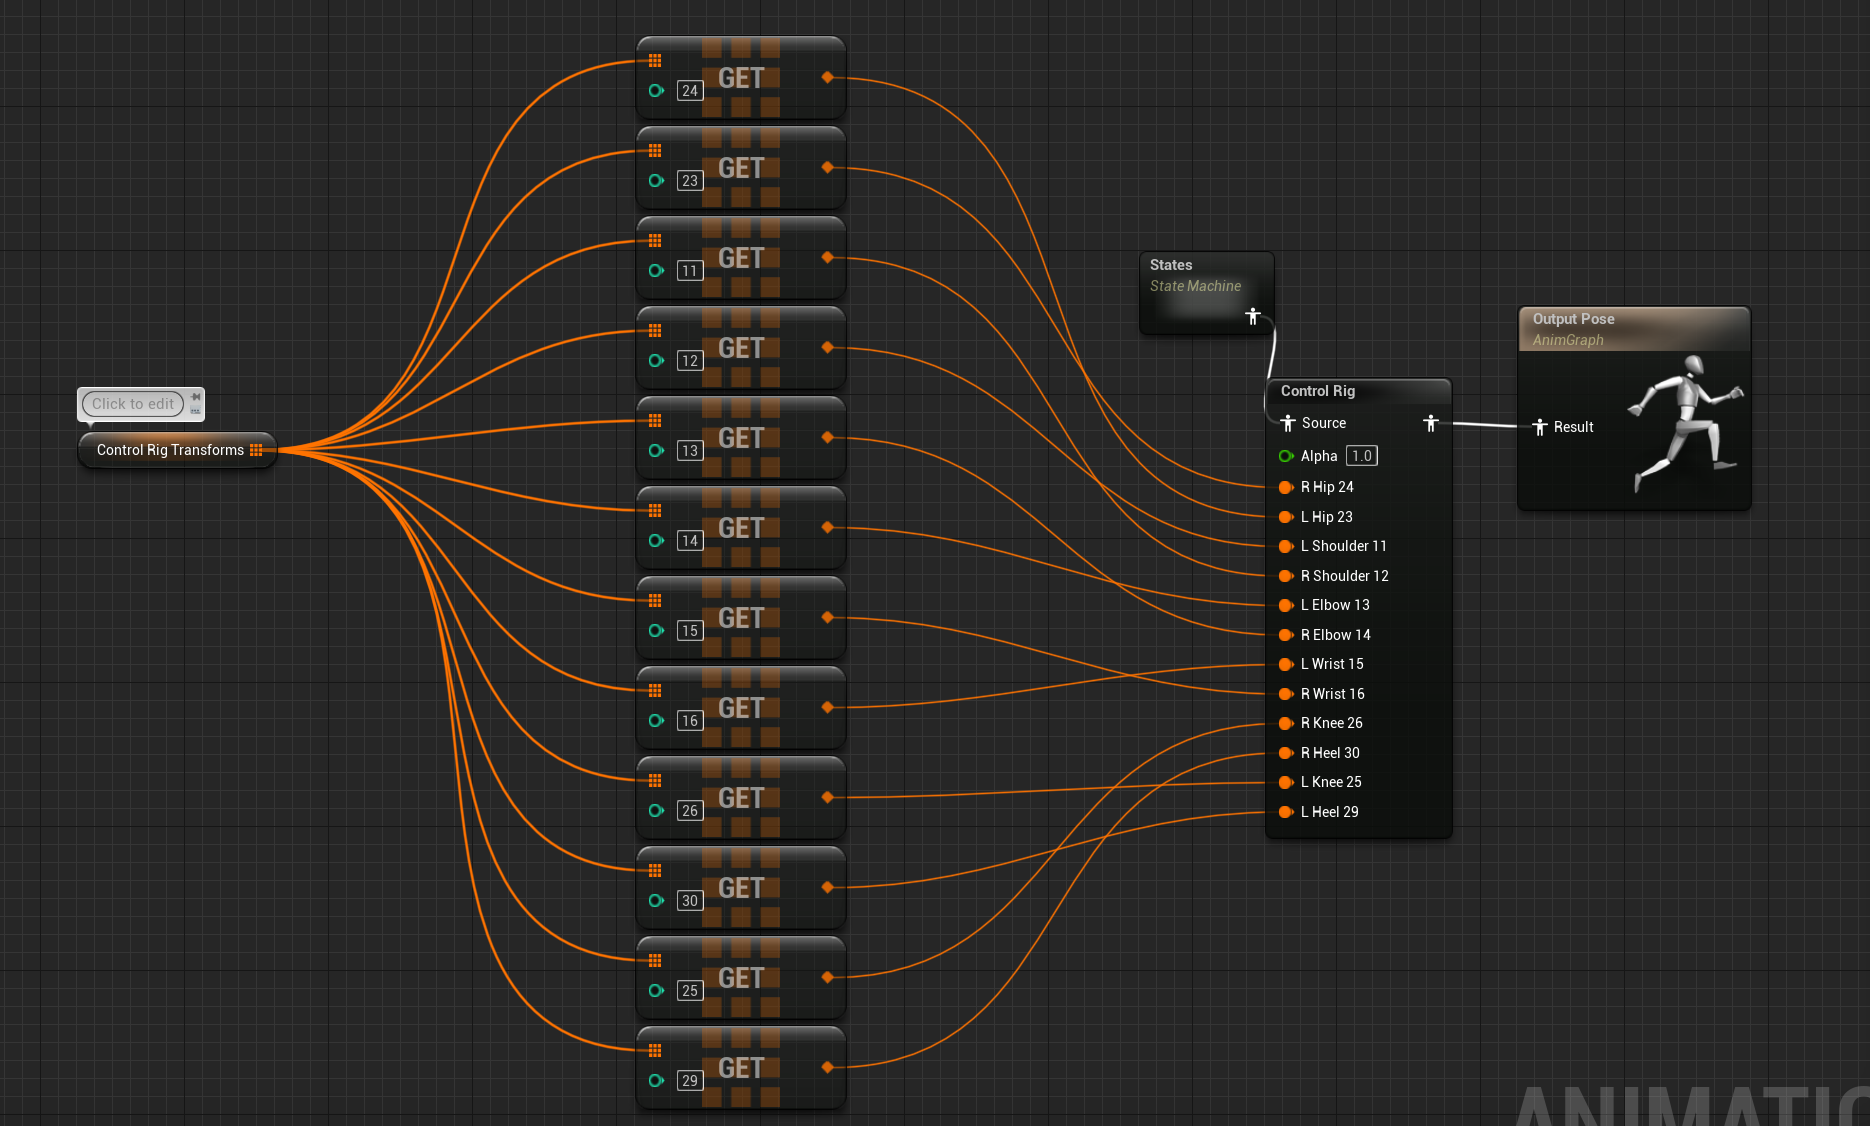 GET
24
GET
23
GET
11
GET
12
GET
13
GET
14
GET
15
GET
16
GET
26
GET
30
GET
25
GET
29
Click to edit
Control Rig Transforms
States
State Machine
Control Rig
Source
Alpha 1.0
R Hip 24
L Hip 23
L Shoulder 11
R Shoulder 12
L Elbow 13
R Elbow 14
L Wrist 15
R Wrist 16
R Knee 26
R Heel 30
L Knee 25
L Heel 29
Output Pose
AnimGraph
Result
ANIMATIO